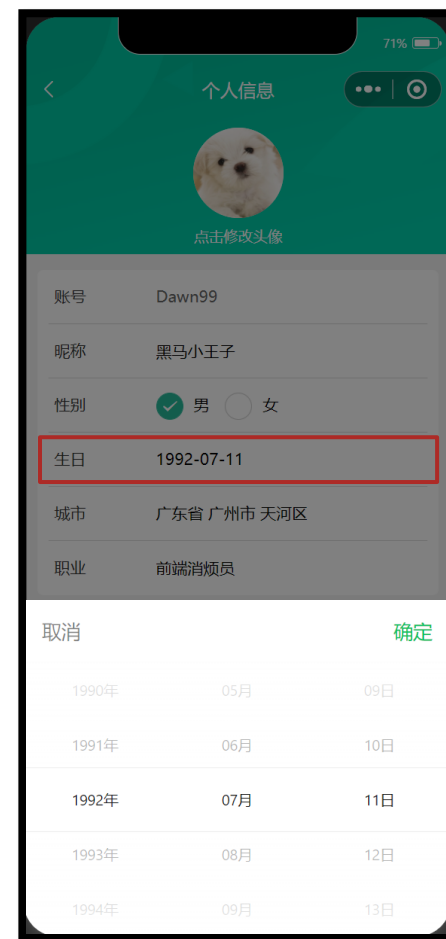 71%
个人信息
点击修改头像
账号 Dawn99
昵称 黑马小王子
性别 男 女
生日 1992-07-11
城市 广东省 广州市 天河区
职业 前端消烦员
取消 确定
1990年 05月 09日
1991年 06月 10日
1992年 07月 11日
1993年 08月 12日
1994年 09月 13日